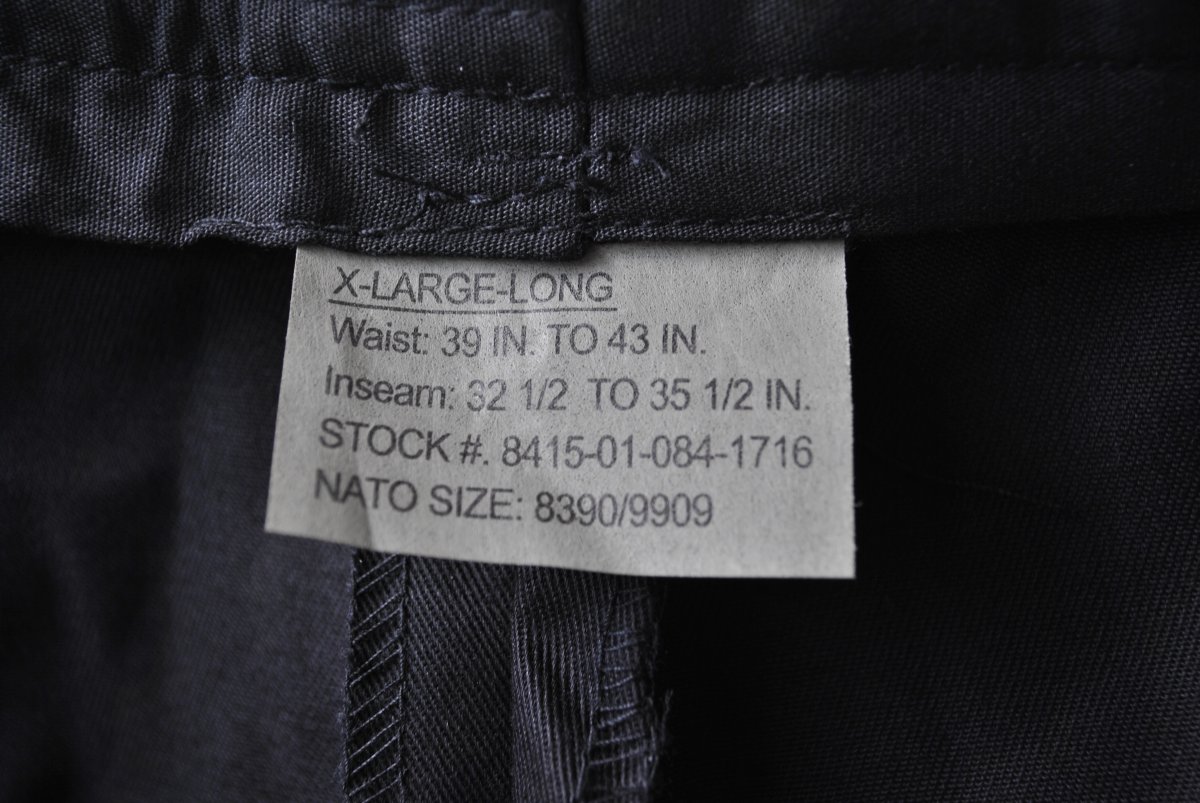 X-LARGE-LONG
Waist: 39 IN. TO 43 IN.
Inseam: 32 1/2 TO 35 1/2 IN.
STOCK #. 8415-01-084-1716
NATO SIZE: 8390/9909